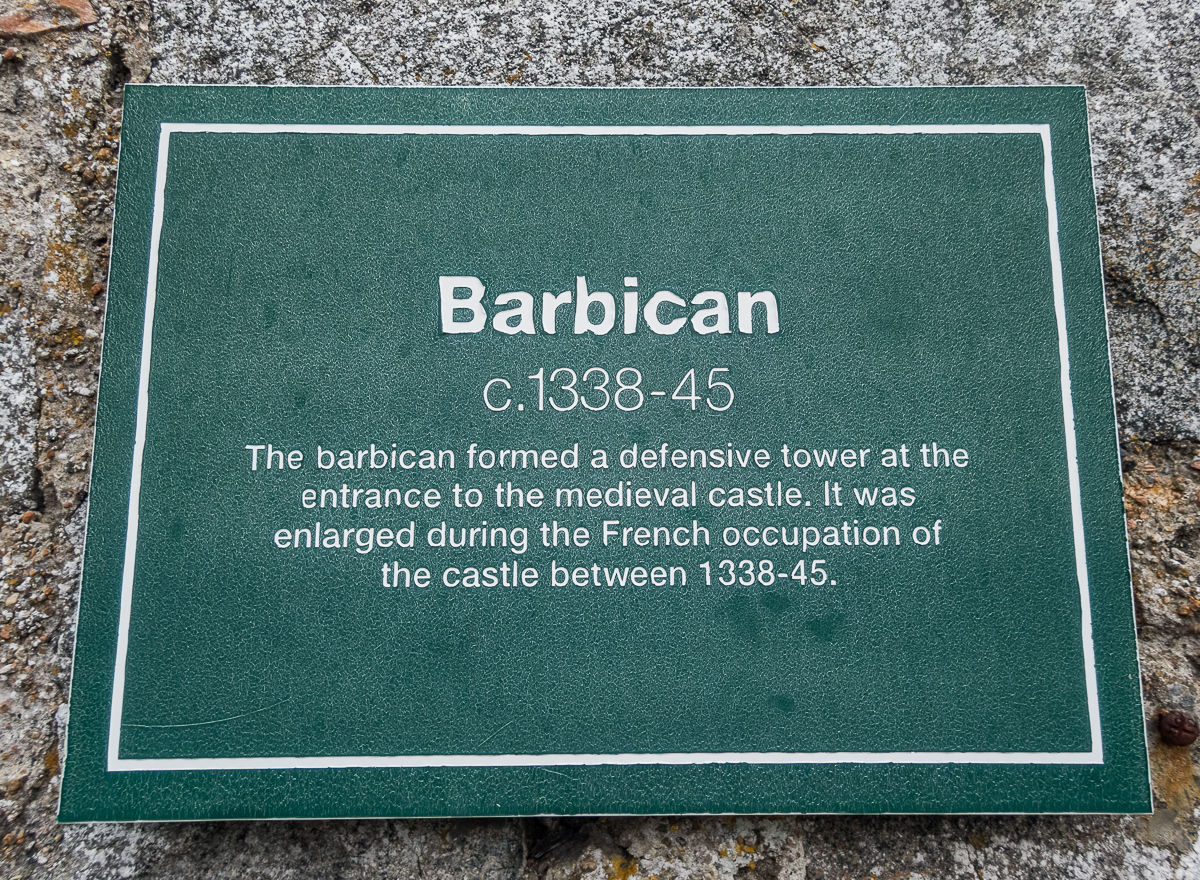 Barbican
c.1338-45
The barbican formed a defensive tower at the
entrance to the medieval castle. It was
enlarged during the French occupation of
the castle between 1338-45.